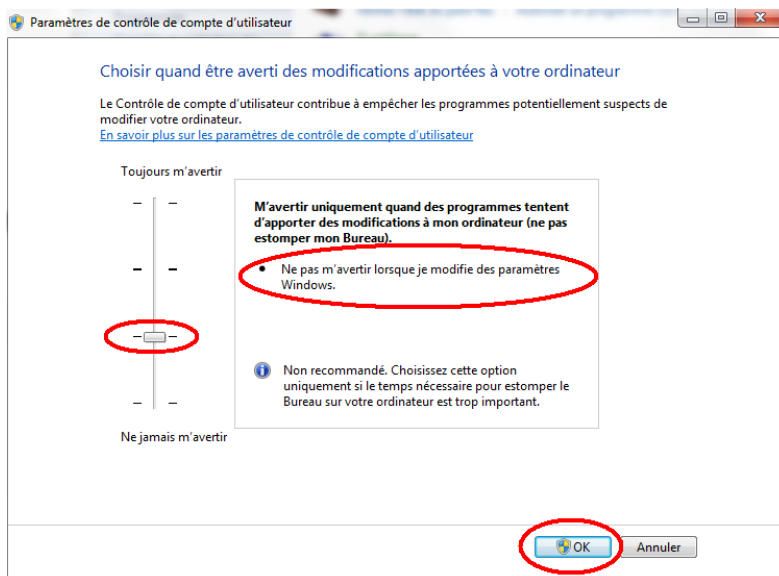 Paramètres de contrôle de compte d'utilisateur
Choisir quand être averti des modifications apportées à votre ordinateur
Le Contrôle de compte d'utilisateur contribue à empêcher les programmes potentiellement suspects de
modifier votre ordinateur.
En savoir plus sur les paramètres de contrôle de compte d'utilisateur
Toujours m'avertir
M'avertir uniquement quand des programmes tentent
d'apporter des modifications à mon ordinateur (ne pas
estomper mon Bureau).
• Ne pas m'avertir lorsque je modifie des paramètres
Windows.
Non recommandé. Choisissez cette option
uniquement si le temps nécessaire pour estomper le
Bureau sur votre ordinateur est trop important.
Ne jamais m'avertir
OK Annuler